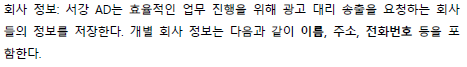 회사 정보: 서강 AD는 효율적인 업무 진행을 위해 광고 대리 송출을 요청하는 회사
들의 정보를 저장한다. 개별 회사 정보는 다음과 같이 이름, 주소, 전화번호 등을 포
함한다.